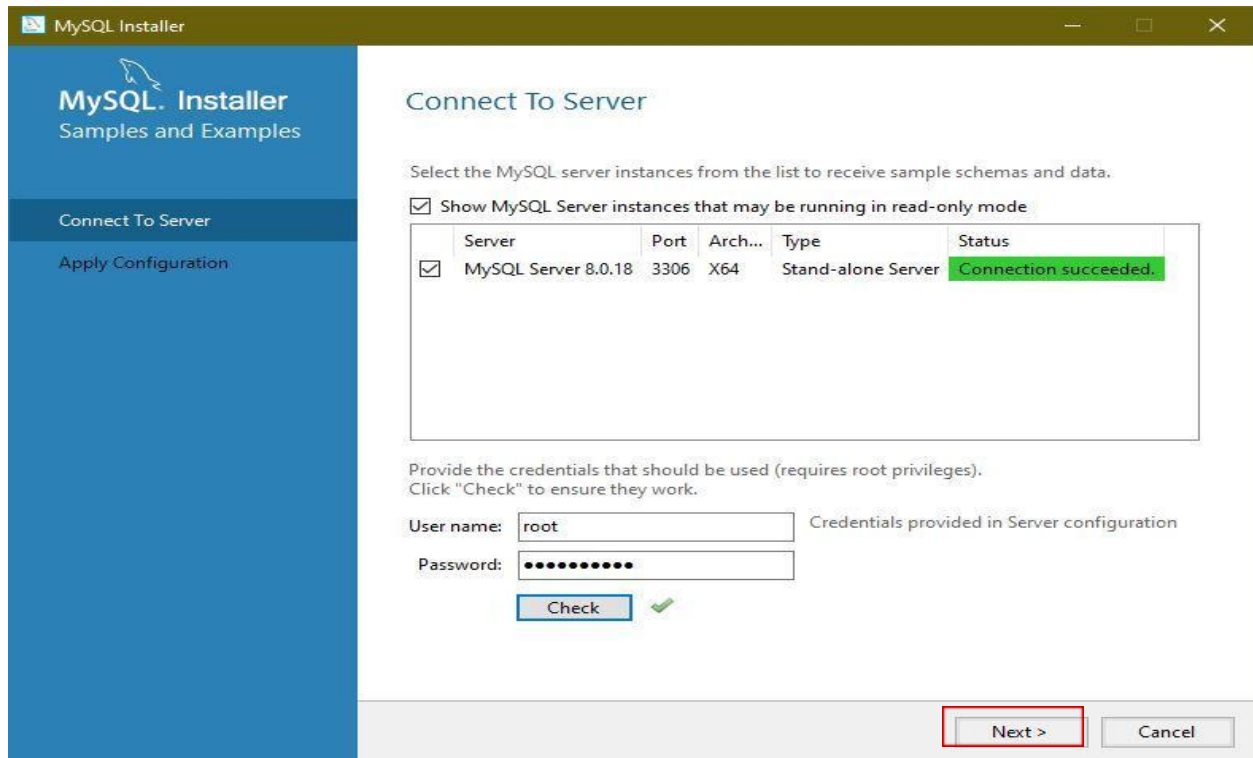 MySQL Installer
MySQL. Installer
Samples and Examples
Connect To Server
Apply Configuration
Connect To Server
Select the MySQL server instances from the list to receive sample schemas and data.
Show MySQL Server instances that may be running in read-only mode
Server Port Arch... Type Status
MySQL Server 8.0.18 3306 X64 Stand-alone Server Connection succeeded.
Provide the credentials that should be used (requires root privileges).
Click "Check" to ensure they work.
User name: root Credentials provided in Server configuration
Password: ●●●●●●●●●●
Check
Next > Cancel